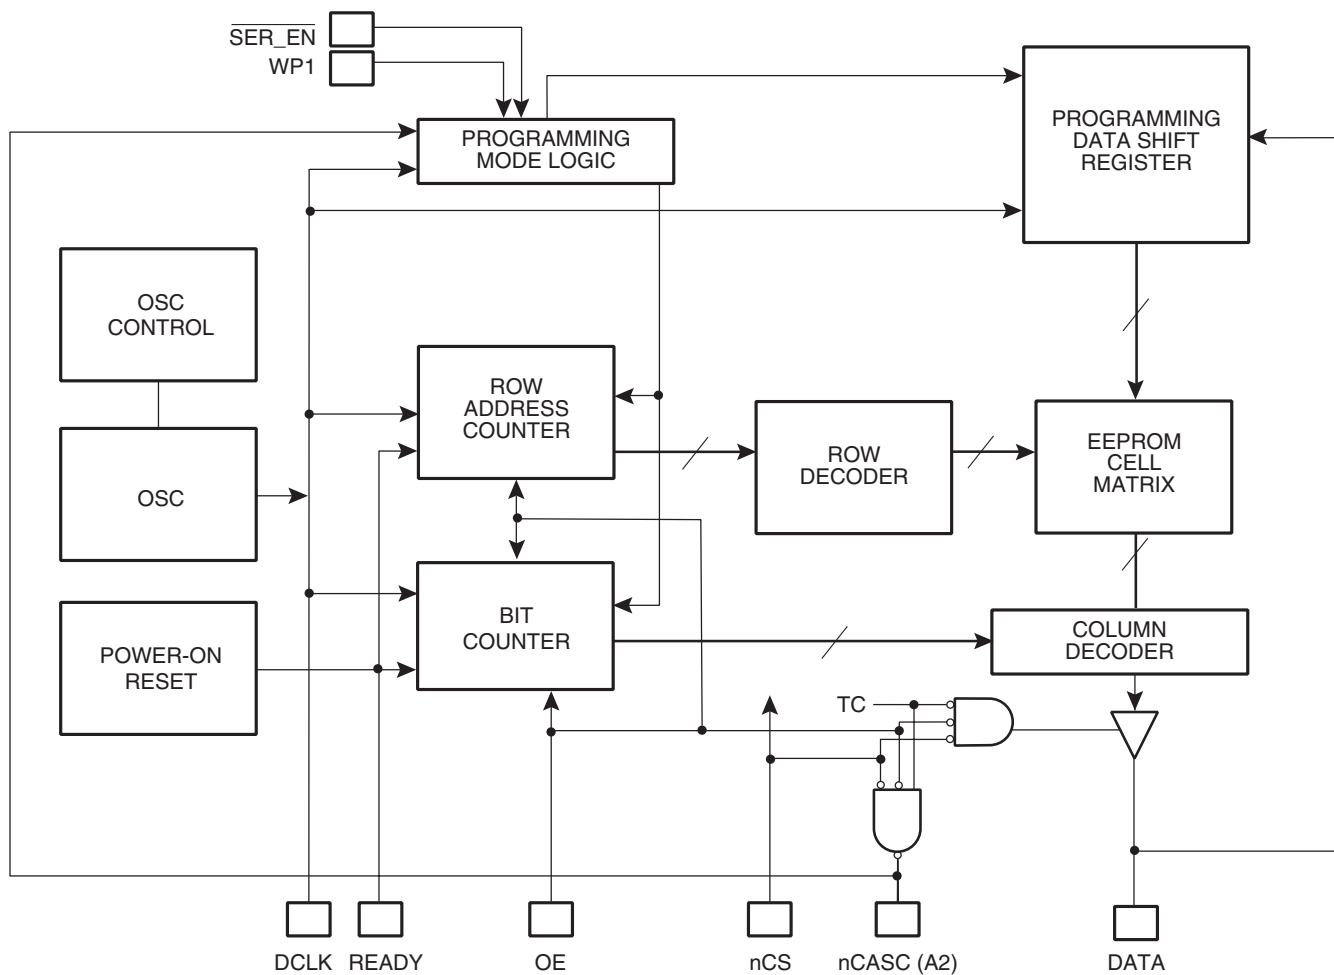 SER_EN
WP1
PROGRAMMING
MODE LOGIC
PROGRAMMING
DATA SHIFT
REGISTER
OSC
CONTROL
ROW
ADDRESS
COUNTER
ROW
DECODER
EEPROM
CELL
MATRIX
OSC
BIT
COUNTER
COLUMN
DECODER
POWER-ON
RESET
TC
DCLK
READY
OE
nCS
nCASC (A2)
DATA